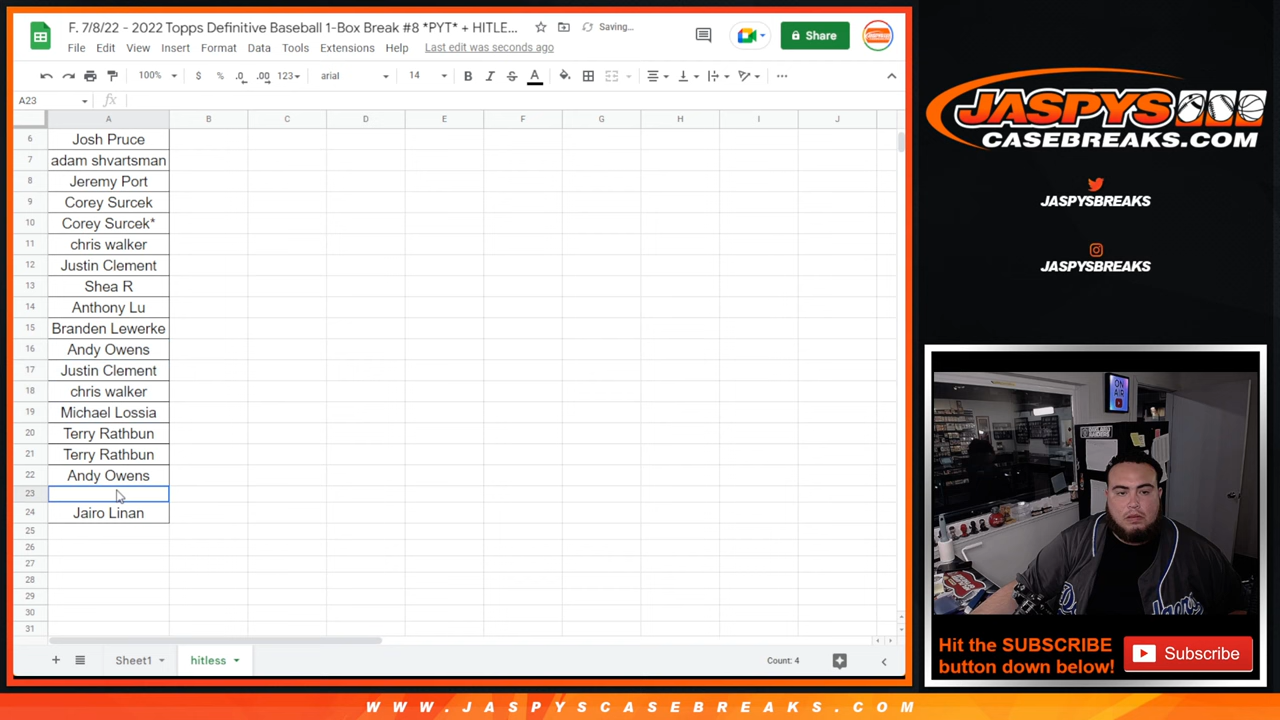 F. 7/8/22 - 2022 Topps Definitive Baseball 1-Box Break #8 *PYT* + HITLE...
Saving...
Share
File Edit View Insert Format Data Tools Extensions Help Last edit was seconds ago
100% $ % .0 .00 123 arial 14 B I S A
A23 fx
A B C D E F G H I J
6 Josh Pruce
7 adam shvartsman
8 Jeremy Port
9 Corey Surcek
10 Corey Surcek*
11 chris walker
12 Justin Clement
13 Shea R
14 Anthony Lu
15 Branden Lewerke
16 Andy Owens
17 Justin Clement
18 chris walker
19 Michael Lossia
20 Terry Rathbun
21 Terry Rathbun
22 Andy Owens
23
24 Jairo Linan
25
26
27
28
29
30
31
Sheet1 hitless Count: 4
JASPYS
CASEBREAKS.COM
JASPYSBREAKS
JASPYSBREAKS
ON
AIR
Hit the SUBSCRIBE
button down below!
Subscribe
WWW.JASPYSCASEBREAKS.COM